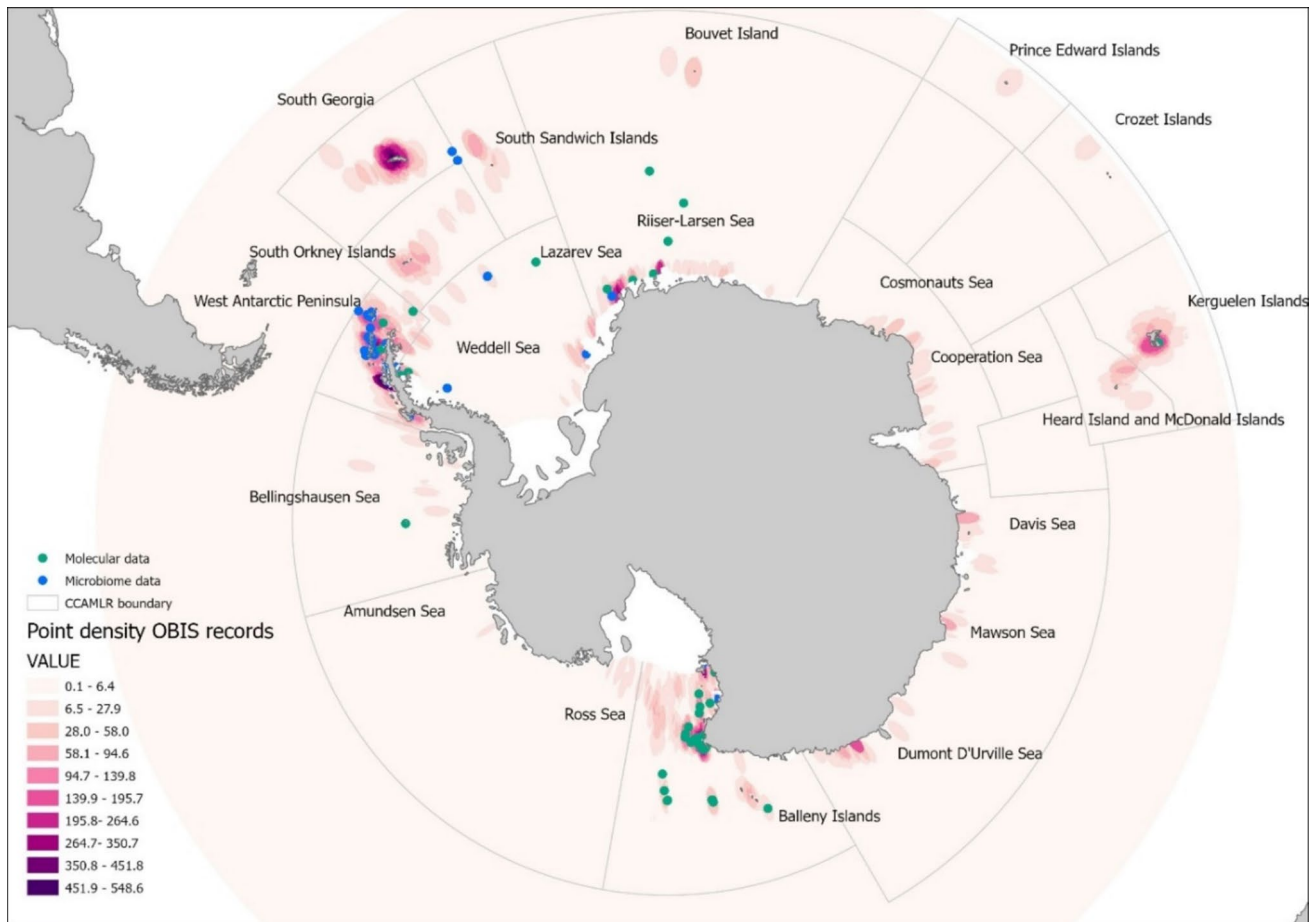 Bouvet Island
Prince Edward Islands
South Georgia
Crozet Islands
South Sandwich Islands
Riiser-Larsen Sea
South Orkney Islands
Lazarev Sea
Cosmonauts Sea
West Antarctic Peninsula
Kerguelen Islands
Weddell Sea
Cooperation Sea
Heard Island and McDonald Islands
Bellingshausen Sea
Davis Sea
Amundsen Sea
Mawson Sea
Ross Sea
Dumont D'Urville Sea
Balleny Islands
Molecular data
Microbiome data
CCAMLR boundary
Point density OBIS records
VALUE
0.1 - 6.4
6.5 - 27.9
28.0 - 58.0
58.1 - 94.6
94.7 - 139.8
139.9 - 195.7
195.8- 264.6
264.7- 350.7
350.8 - 451.8
451.9 - 548.6